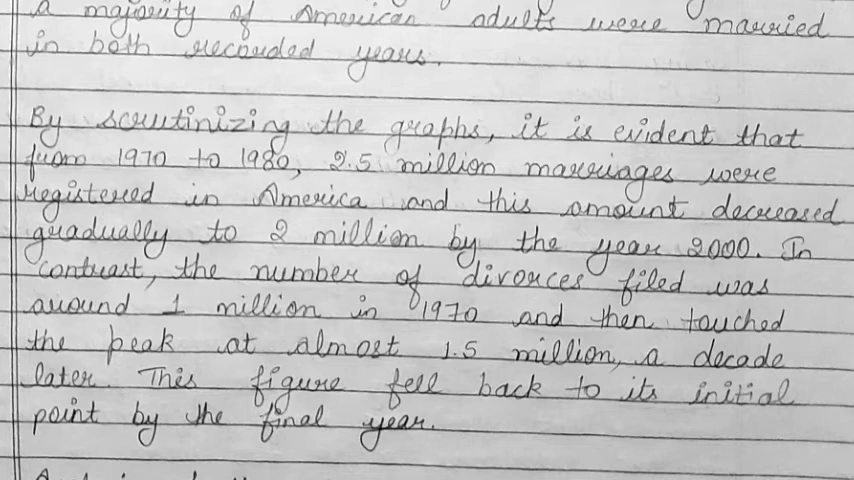 a majority of American adults were married
in both recorded years.
By scrutinizing the graphs, it is evident that
from 1970 to 1980, 2.5 million marriages were
registered in America and this amount decreased
gradually to 2 million by the year 2000. In
contrast, the number of divorces filed was
around 1 million in 1970 and then touched
the peak at almost 1.5 million, a decade
later. This figure fell back to its initial
point by the final year.